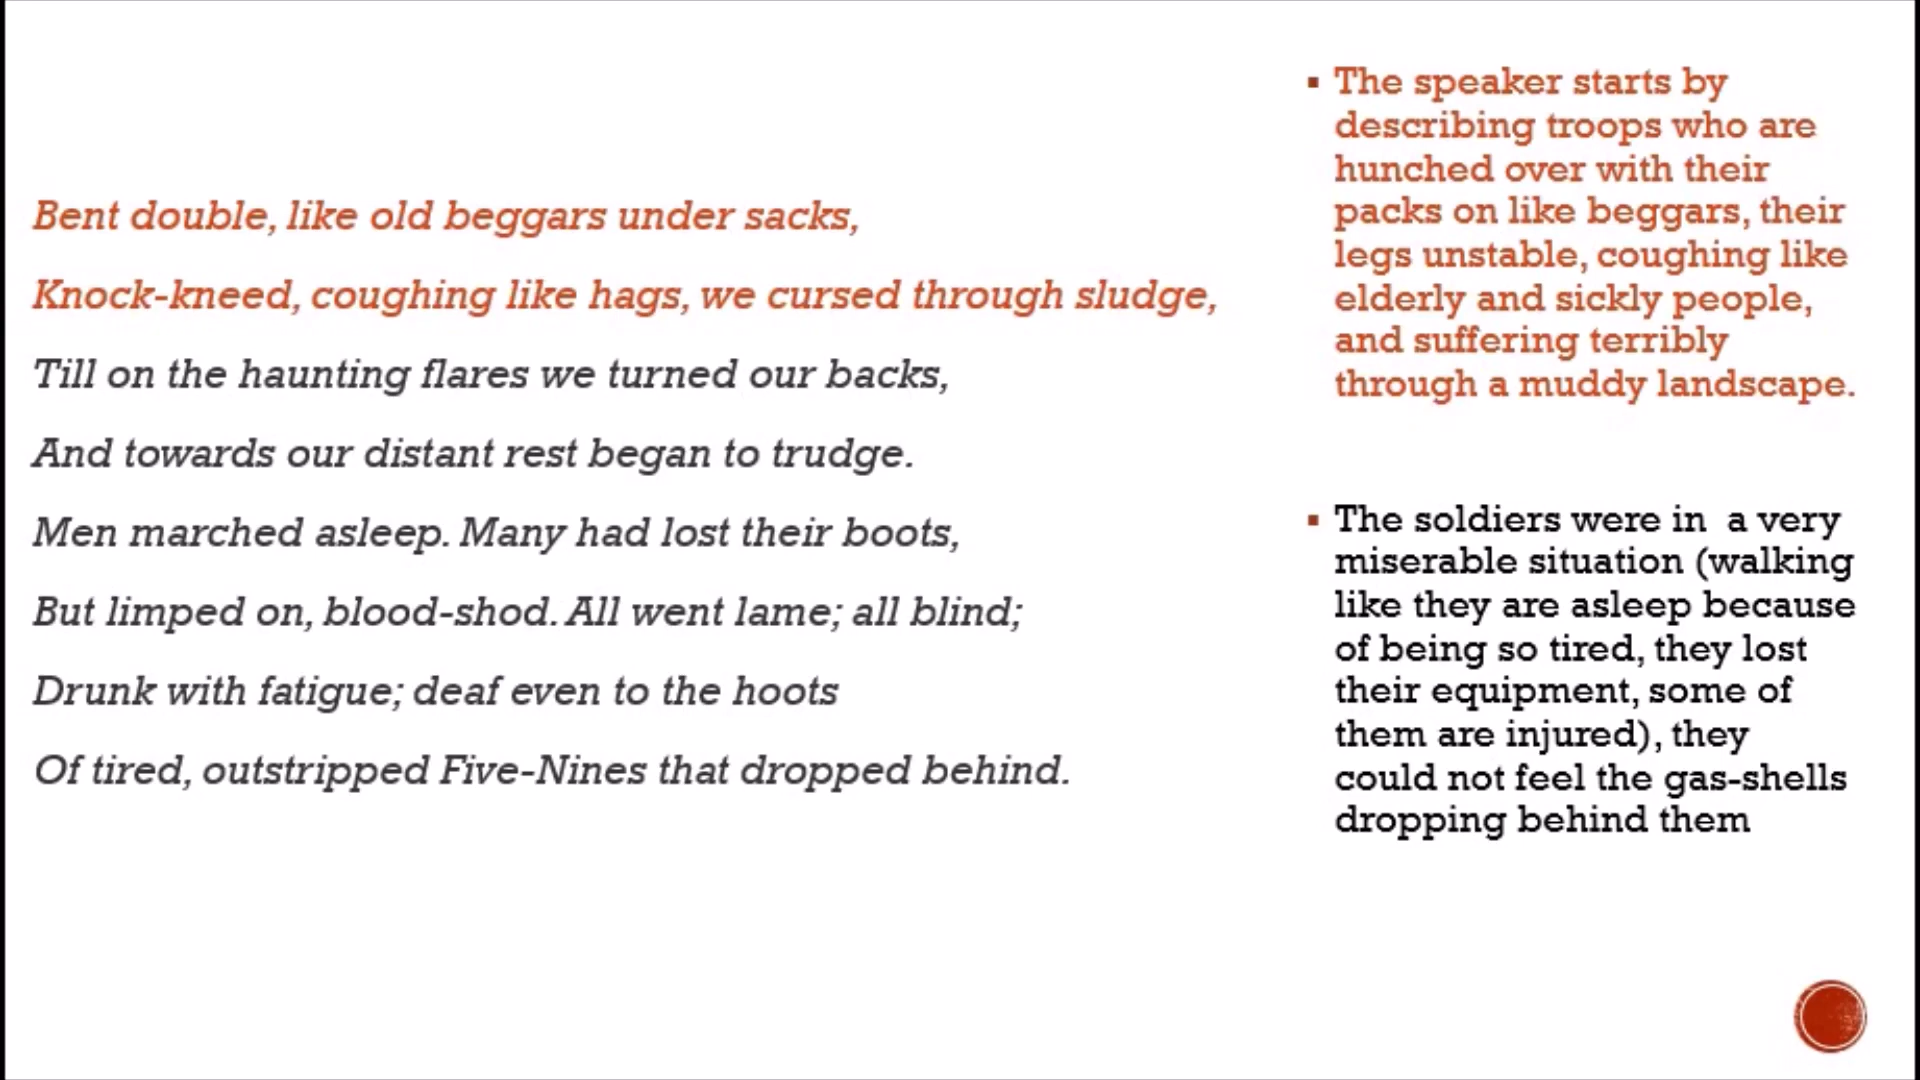 Bent double, like old beggars under sacks,
Knock-kneed, coughing like hags, we cursed through sludge,
Till on the haunting flares we turned our backs,
And towards our distant rest began to trudge.
Men marched asleep. Many had lost their boots,
But limped on, blood-shod. All went lame; all blind;
Drunk with fatigue; deaf even to the hoots
Of tired, outstripped Five-Nines that dropped behind.
▪ The speaker starts by
describing troops who are
hunched over with their
packs on like beggars, their
legs unstable, coughing like
elderly and sickly people,
and suffering terribly
through a muddy landscape.
▪ The soldiers were in  a very
miserable situation (walking
like they are asleep because
of being so tired, they lost
their equipment, some of
them are injured), they
could not feel the gas-shells
dropping behind them